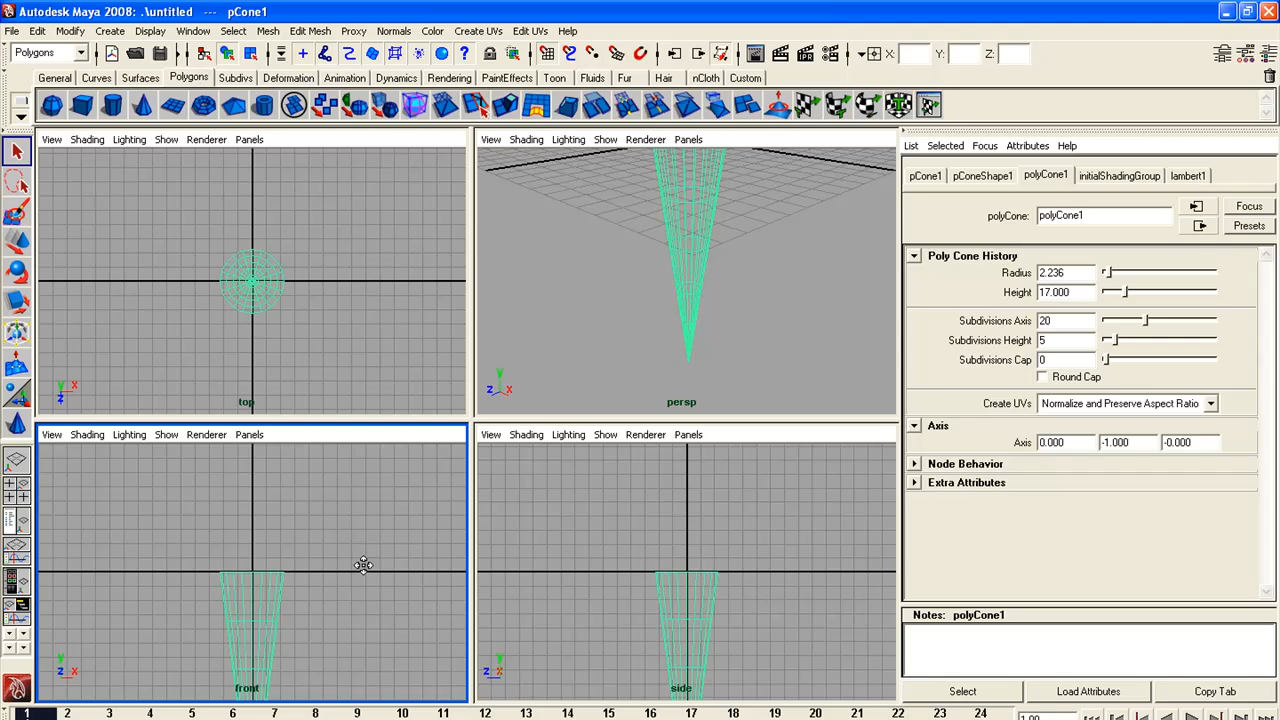 Autodesk Maya 2008: .\untitled --- pCone1
File Edit Modify Create Display Window Select Mesh Edit Mesh Proxy Normals Color Create UVs Edit UVs Help
Polygons X: Y: Z:
General Curves Surfaces Polygons Subdivs Deformation Animation Dynamics Rendering PaintEffects Toon Fluids Fur Hair nCloth Custom
View Shading Lighting Show Renderer Panels
y x
z
top
View Shading Lighting Show Renderer Panels
y
z x
persp
View Shading Lighting Show Renderer Panels
y
z x
front
View Shading Lighting Show Renderer Panels
y
z x
side
List Selected Focus Attributes Help
pCone1 pConeShape1 polyCone1 initialShadingGroup lambert1
polyCone: polyCone1
Focus
Presets
Poly Cone History
Radius 2.236
Height 17.000
Subdivisions Axis 20
Subdivisions Height 5
Subdivisions Cap 0
Round Cap
Create UVs Normalize and Preserve Aspect Ratio
Axis
Axis 0.000 -1.000 -0.000
Node Behavior
Extra Attributes
Notes: polyCone1
Select Load Attributes Copy Tab
1 2 3 4 5 6 7 8 9 10 11 12 13 14 15 16 17 18 19 20 21 22 23 24 1.00